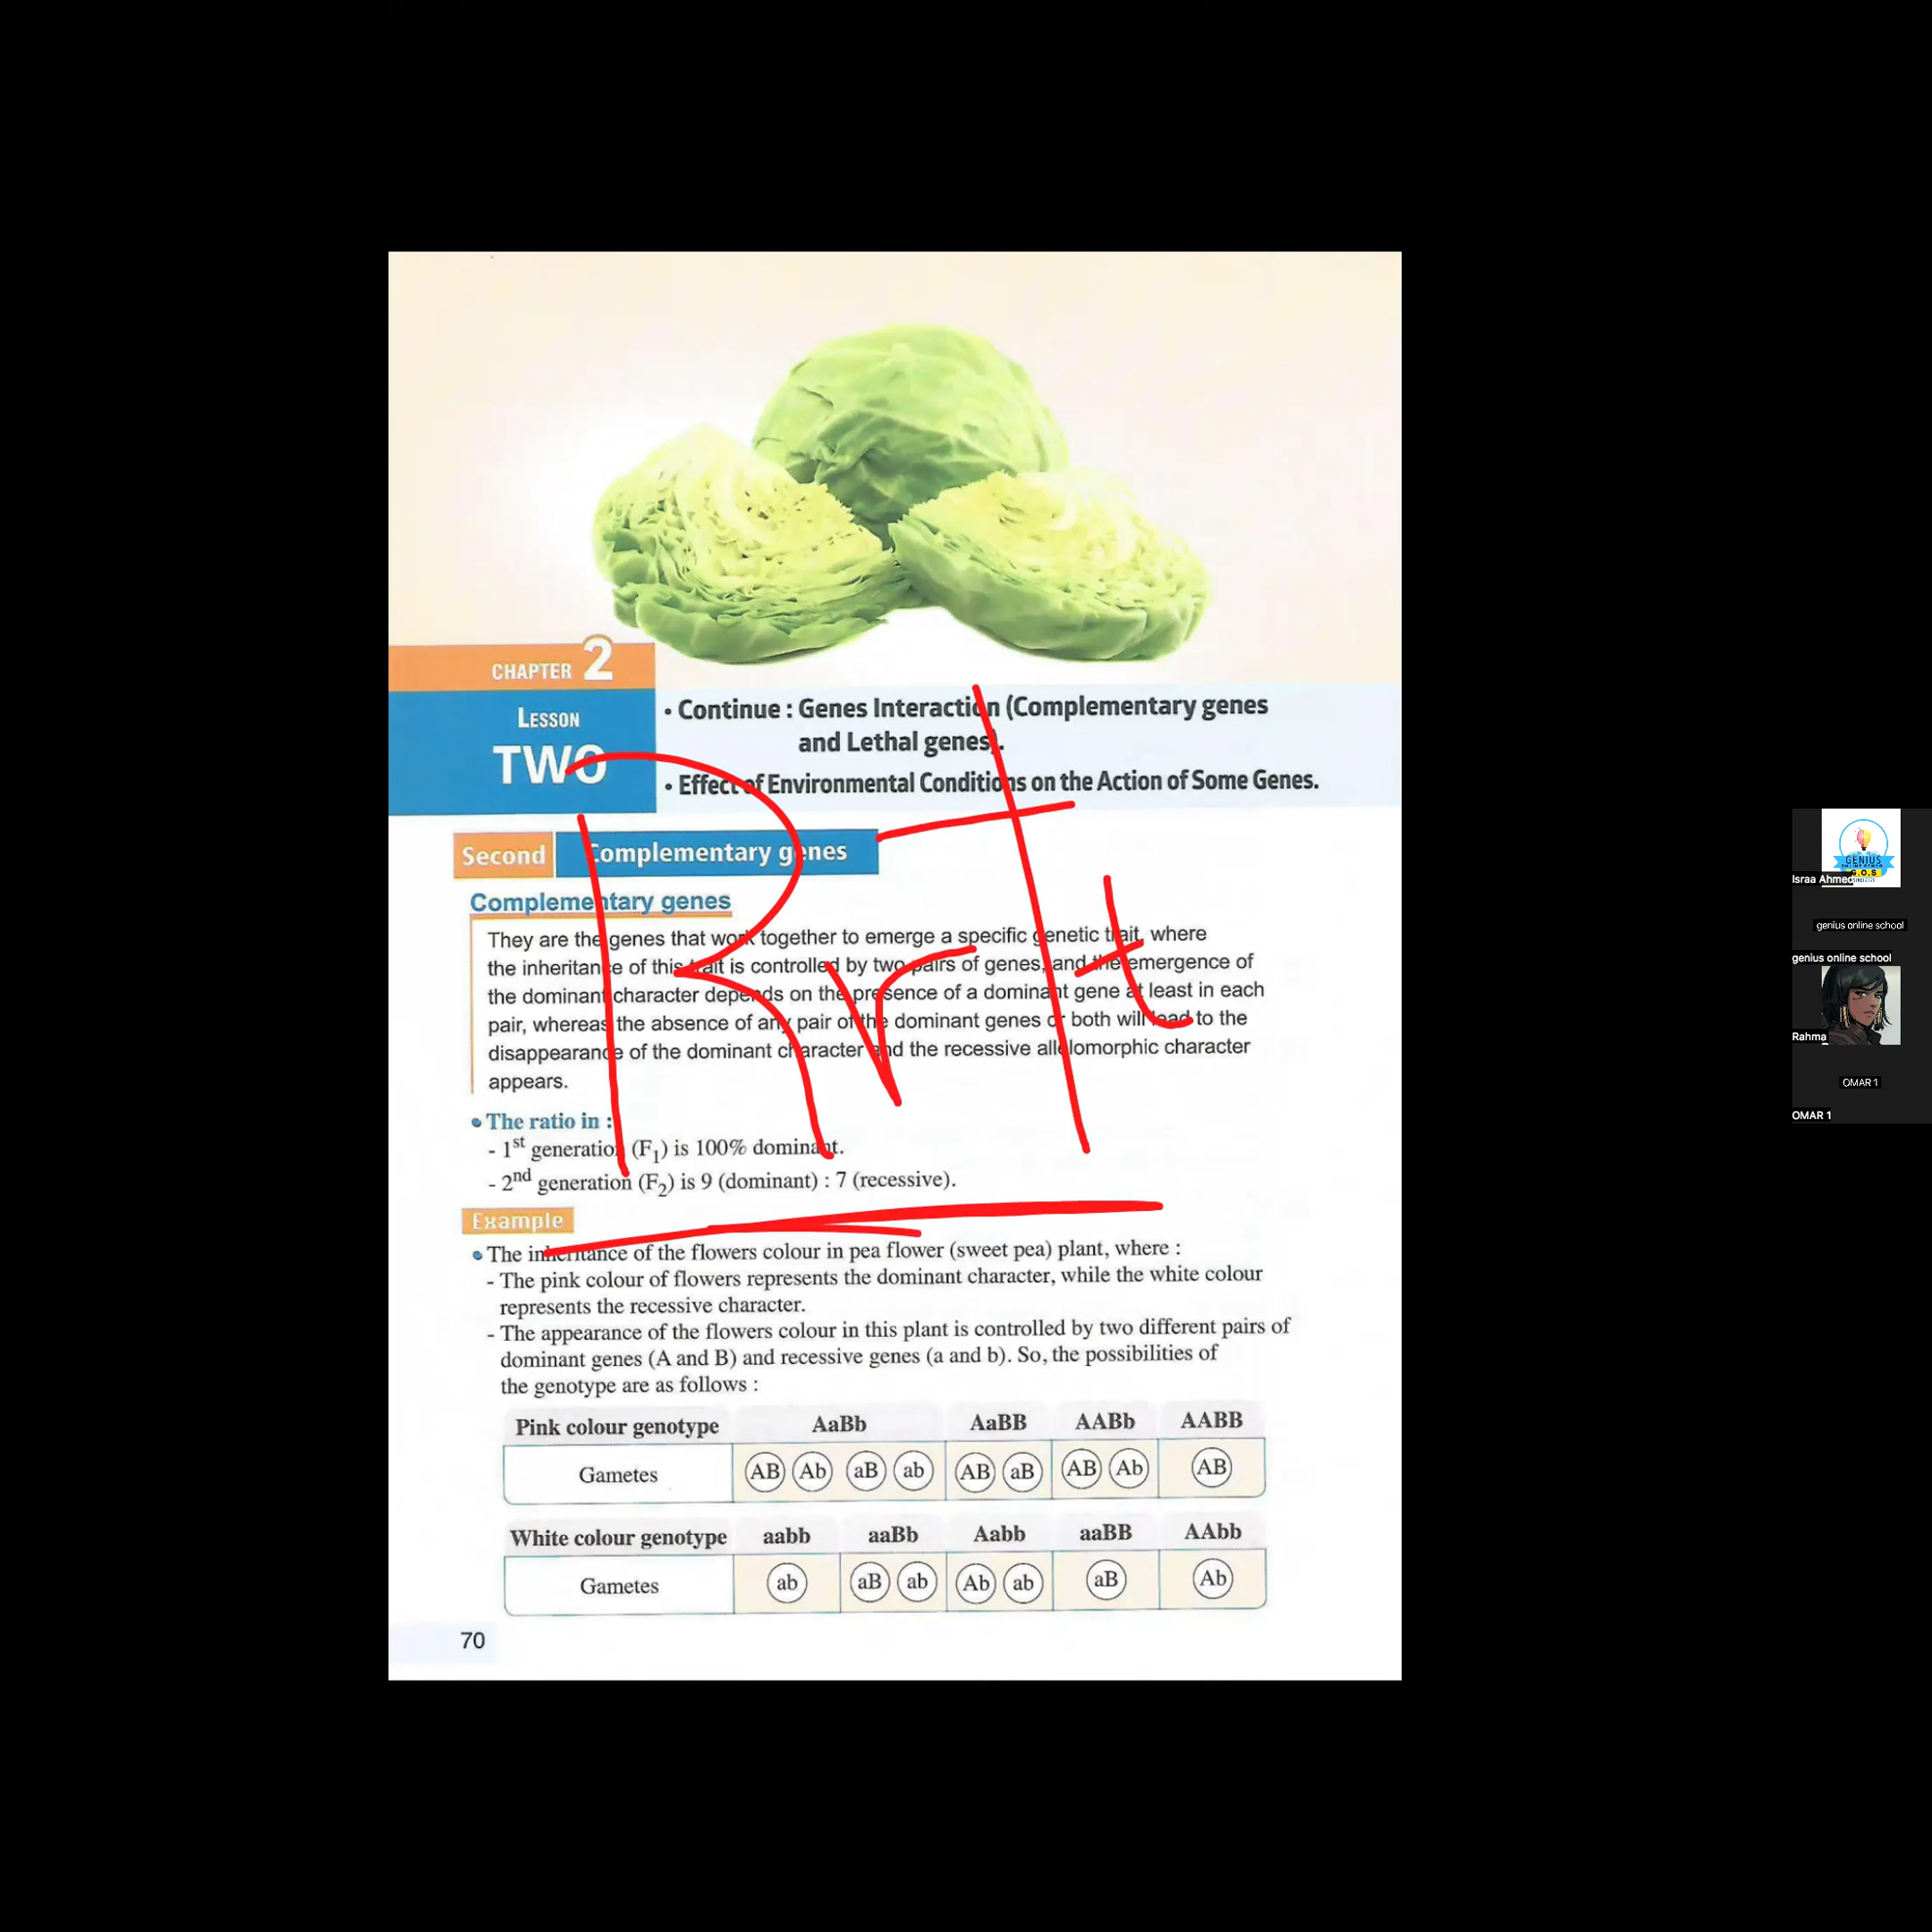 CHAPTER 2
LESSON
TWO
• Continue : Genes Interaction (Complementary genes
and Lethal genes).
• Effect of Environmental Conditions on the Action of Some Genes.
Second Complementary genes
Complementary genes
They are the genes that work together to emerge a specific genetic trait, where
the inheritance of this trait is controlled by two pairs of genes, and the emergence of
the dominant character depends on the presence of a dominant gene at least in each
pair, whereas the absence of any pair of the dominant genes or both will lead to the
disappearance of the dominant character and the recessive allelomorphic character
appears.
• The ratio in :
- 1st generation (F1) is 100% dominant.
- 2nd generation (F2) is 9 (dominant) : 7 (recessive).
Example
• The inheritance of the flowers colour in pea flower (sweet pea) plant, where :
- The pink colour of flowers represents the dominant character, while the white colour
represents the recessive character.
- The appearance of the flowers colour in this plant is controlled by two different pairs of
dominant genes (A and B) and recessive genes (a and b). So, the possibilities of
the genotype are as follows :
Pink colour genotype AaBb AaBB AABb AABB
Gametes AB Ab aB ab AB aB AB Ab AB
White colour genotype aabb aaBb Aabb aaBB AAbb
Gametes ab aB ab Ab ab aB Ab
70
Rr Tt
GENIUS
G.O.S
Israa Ahmed
genius online school
genius online school
Rahma
OMAR 1
OMAR 1